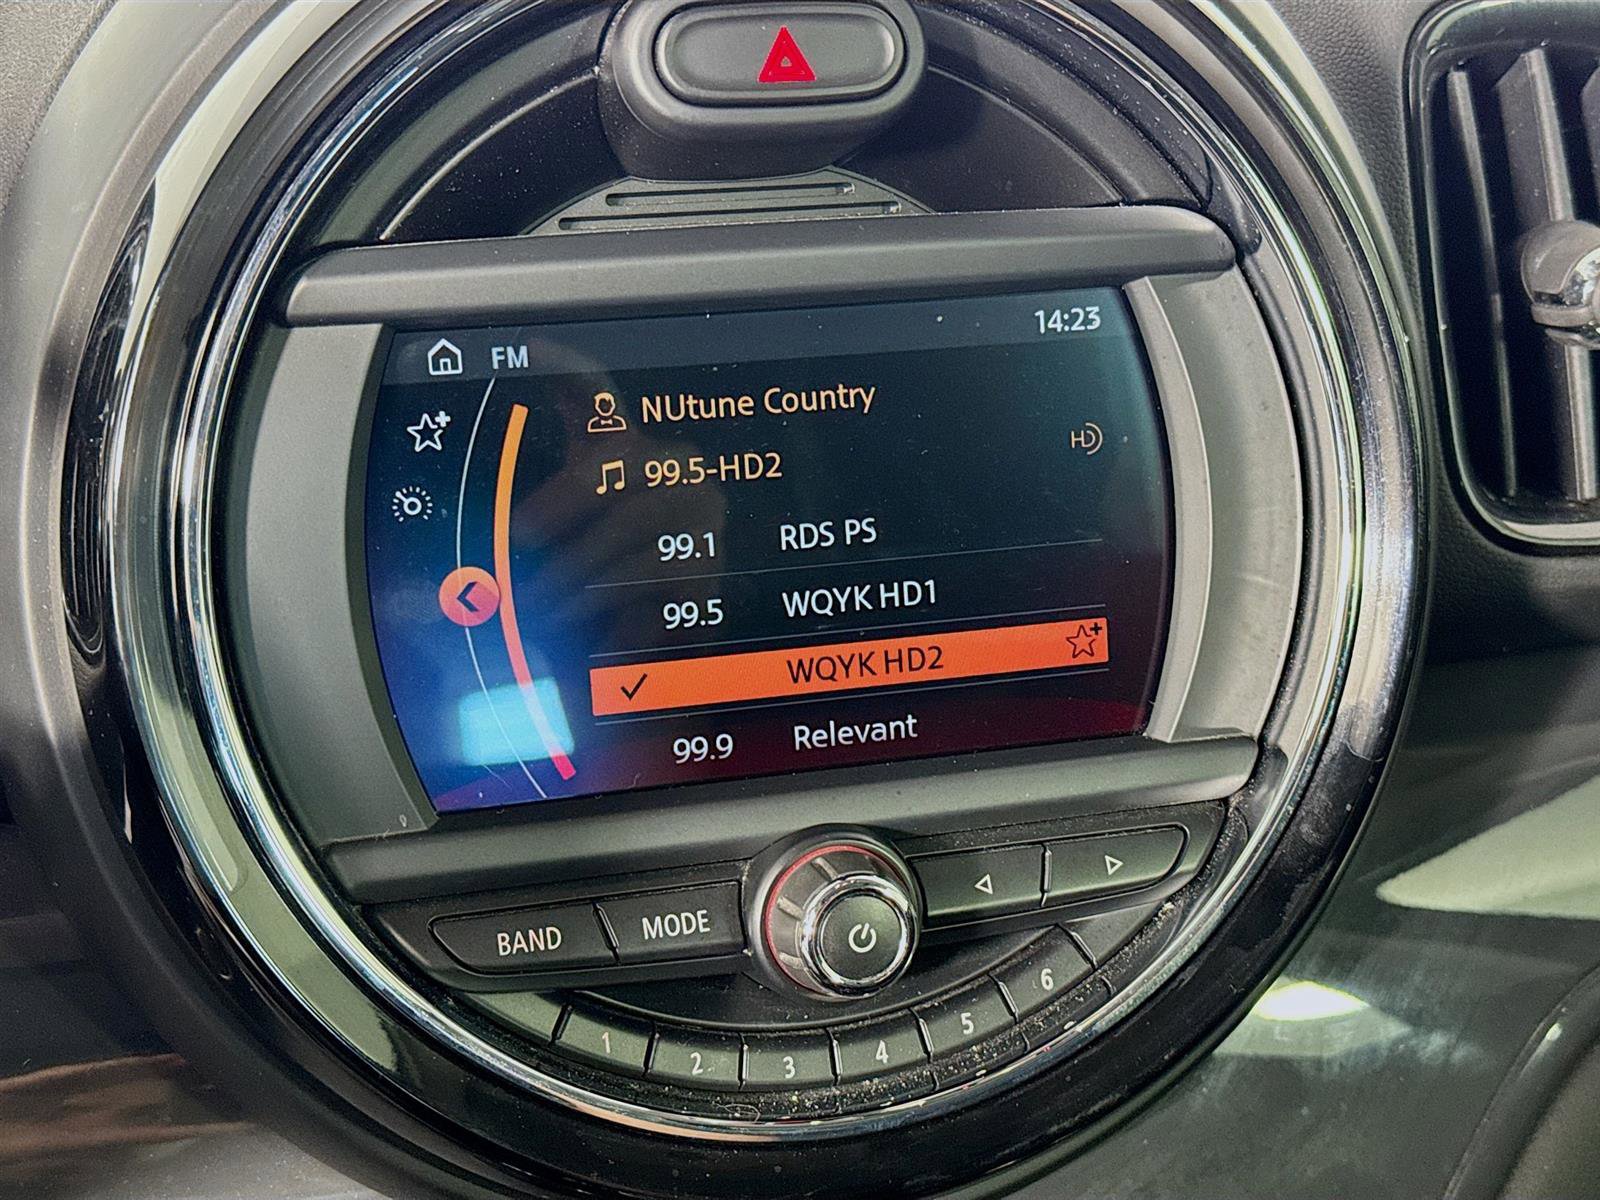 14:23
FM
NUtune Country
HD
99.5-HD2
99.1 RDS PS
99.5 WQYK HD1
WQYK HD2
99.9 Relevant
BAND MODE
1 2 3 4 5 6